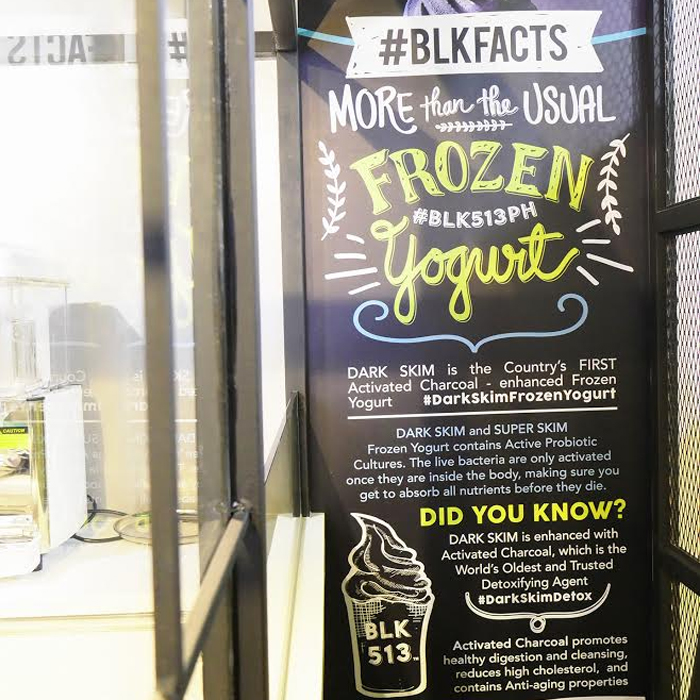 #BLKFACTS
MORE than the USUAL
FROZEN
#BLK513PH
Yogurt
DARK SKIM is the Country's FIRST
Activated Charcoal - enhanced Frozen
Yogurt #DarkSkimFrozenYogurt
DARK SKIM and SUPER SKIM
Frozen Yogurt contains Active Probiotic
Cultures. The live bacteria are only activated
once they are inside the body, making sure you
get to absorb all nutrients before they die.
DID YOU KNOW?
DARK SKIM is enhanced with
Activated Charcoal, which is the
World's Oldest and Trusted
Detoxifying Agent
#DarkSkimDetox
BLK
513
Activated Charcoal promotes
healthy digestion and cleansing,
reduces high cholesterol, and
contains Anti-aging properties
CAUTION